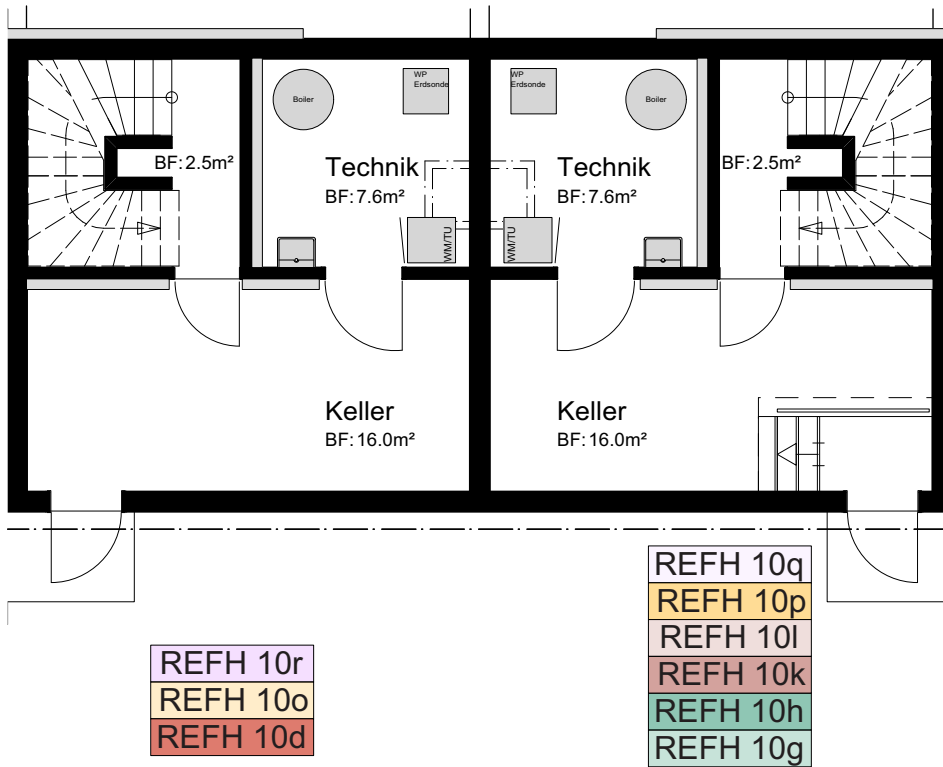 WP
Erdsonde
Boiler
Technik
BF: 7.6m²
BF: 2.5m²
WM/TU
Keller
BF: 16.0m²
WP
Erdsonde
Boiler
Technik
BF: 7.6m²
BF: 2.5m²
WM/TU
Keller
BF: 16.0m²
REFH 10r
REFH 10o
REFH 10d
REFH 10q
REFH 10p
REFH 10l
REFH 10k
REFH 10h
REFH 10g